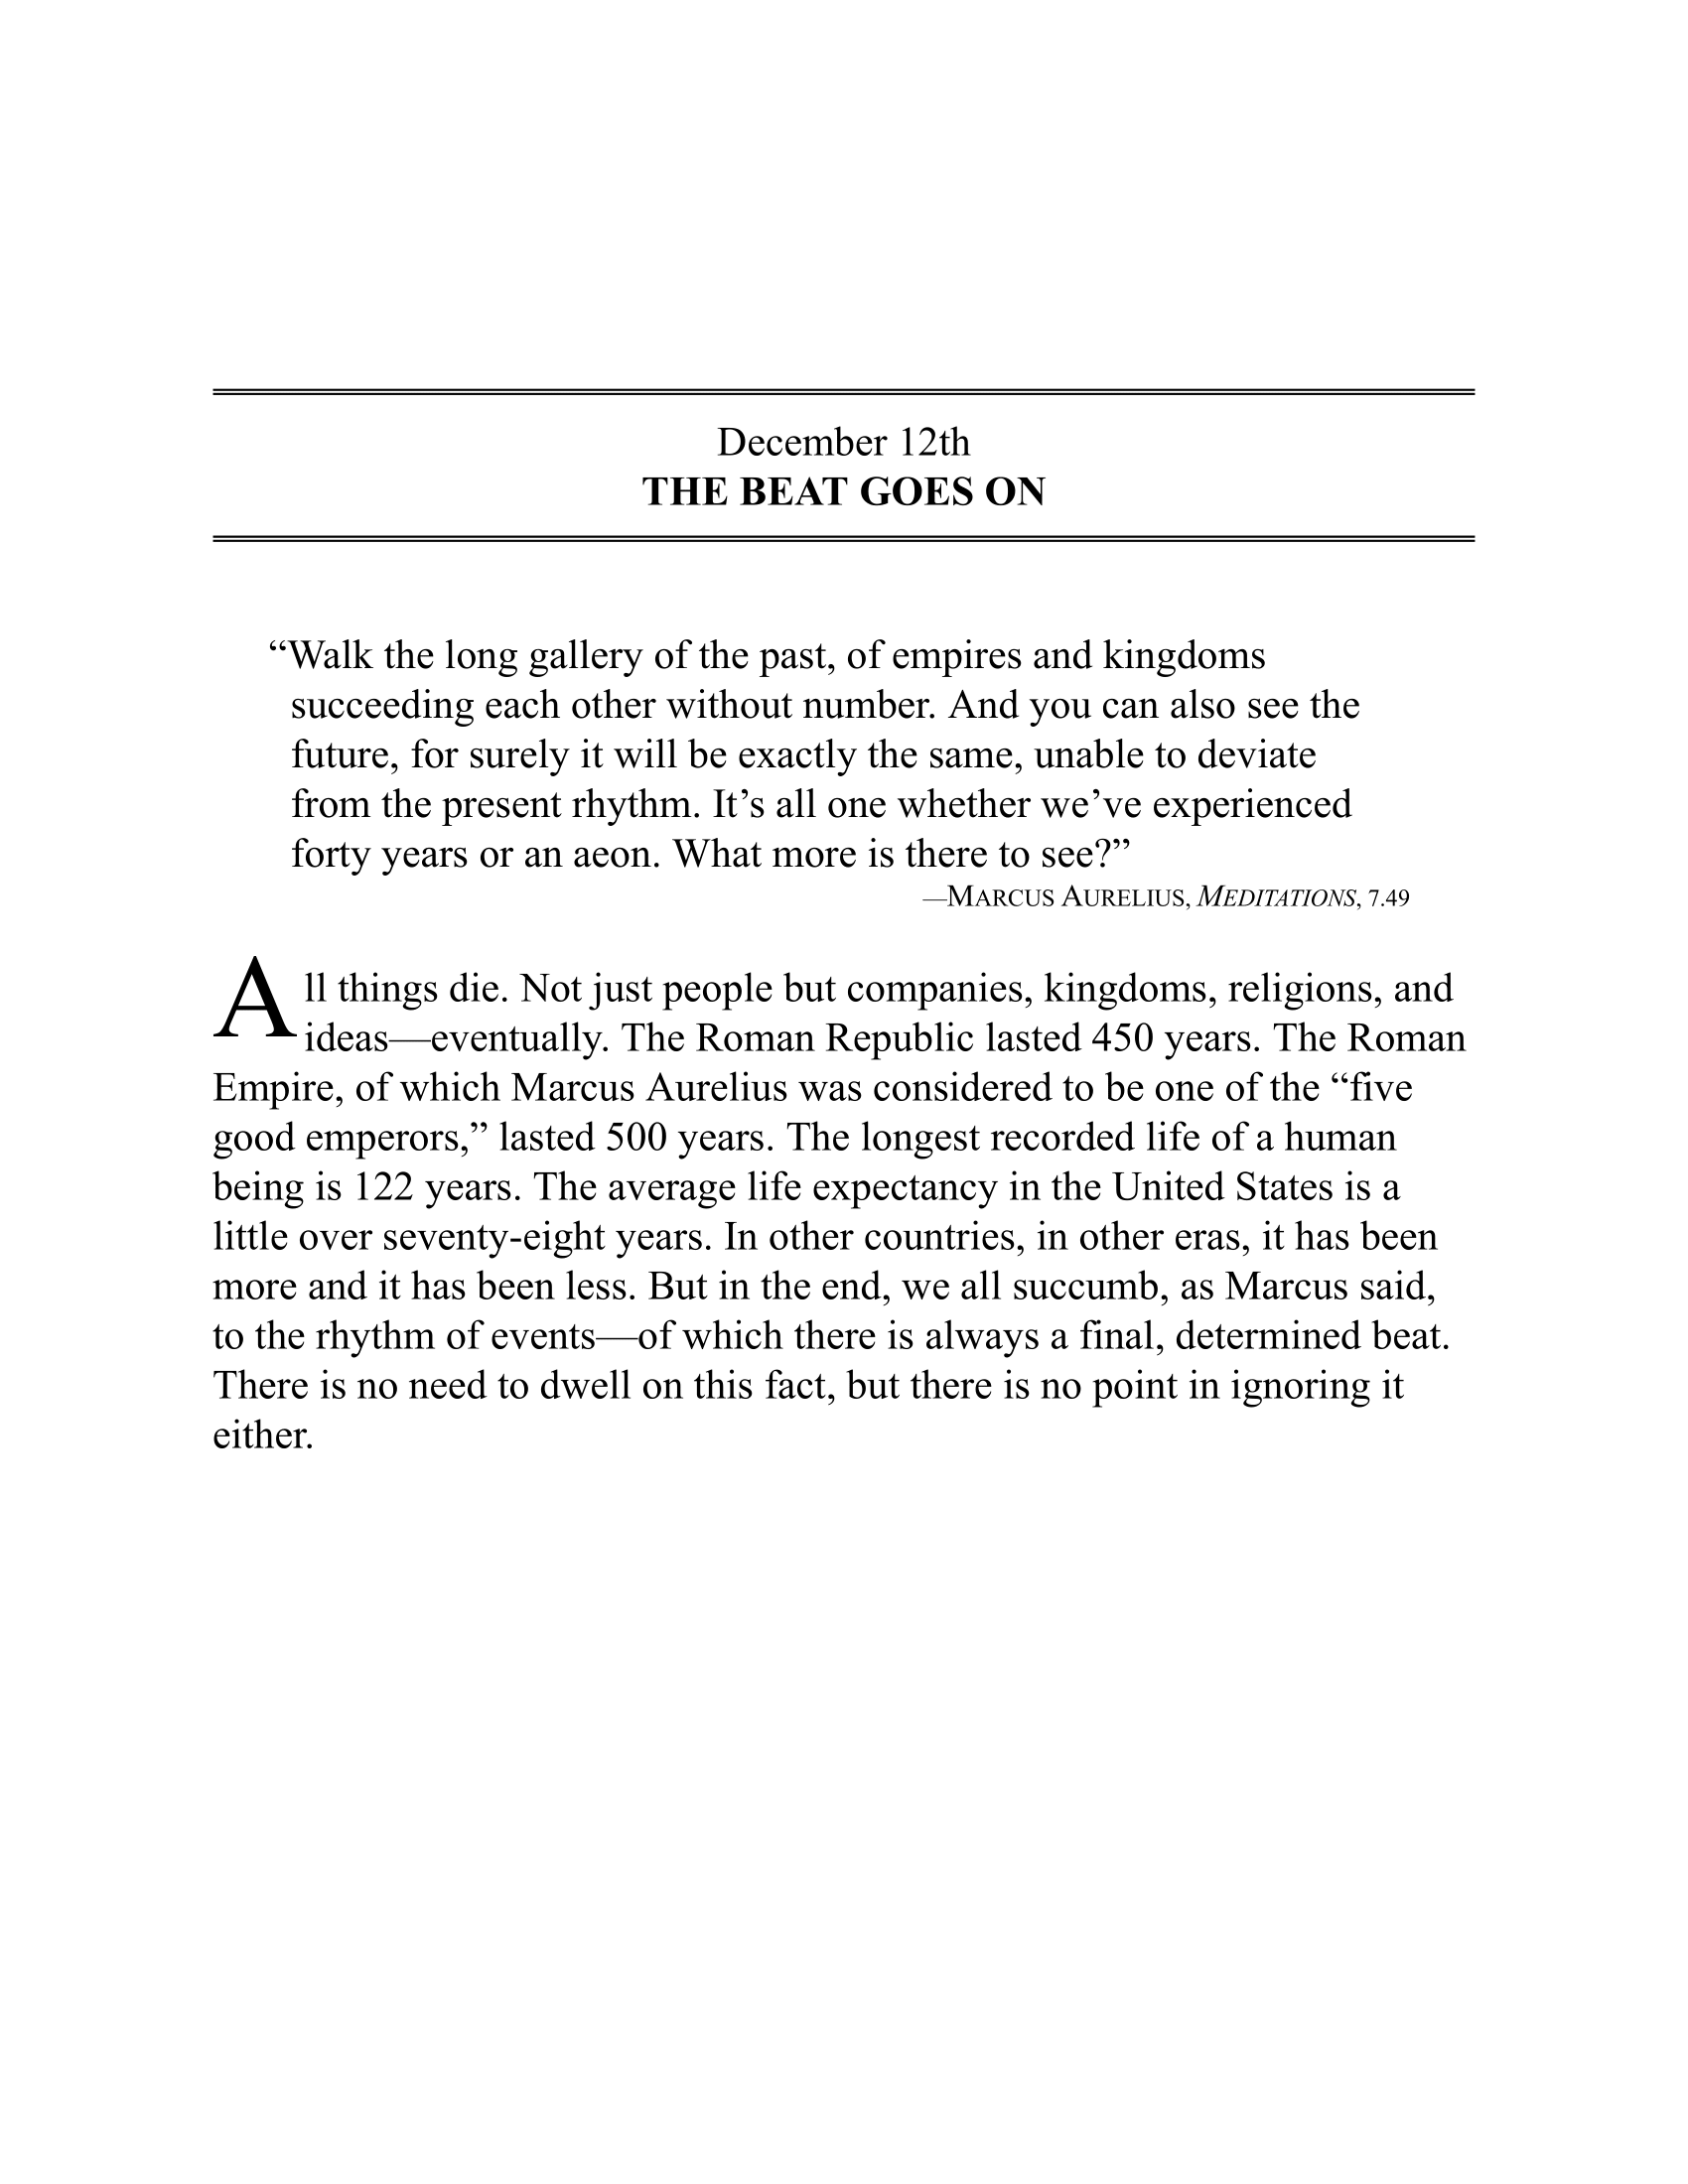 December 12th
THE BEAT GOES ON
“Walk the long gallery of the past, of empires and kingdoms
succeeding each other without number. And you can also see the
future, for surely it will be exactly the same, unable to deviate
from the present rhythm. It’s all one whether we’ve experienced
forty years or an aeon. What more is there to see?”
—MARCUS AURELIUS, MEDITATIONS, 7.49
All things die. Not just people but companies, kingdoms, religions, and
ideas—eventually. The Roman Republic lasted 450 years. The Roman
Empire, of which Marcus Aurelius was considered to be one of the “five
good emperors,” lasted 500 years. The longest recorded life of a human
being is 122 years. The average life expectancy in the United States is a
little over seventy-eight years. In other countries, in other eras, it has been
more and it has been less. But in the end, we all succumb, as Marcus said,
to the rhythm of events—of which there is always a final, determined beat.
There is no need to dwell on this fact, but there is no point in ignoring it
either.